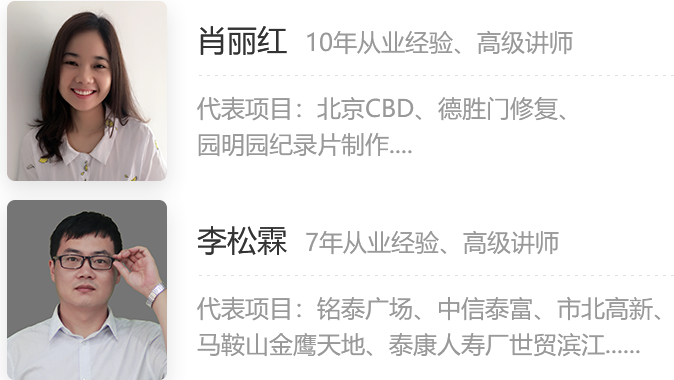 肖丽红 10年从业经验、高级讲师
代表项目：北京CBD、德胜门修复、
园明园纪录片制作....
李松霖 7年从业经验、高级讲师
代表项目：铭泰广场、中信泰富、市北高新、
马鞍山金鹰天地、泰康人寿厂世贸滨江......